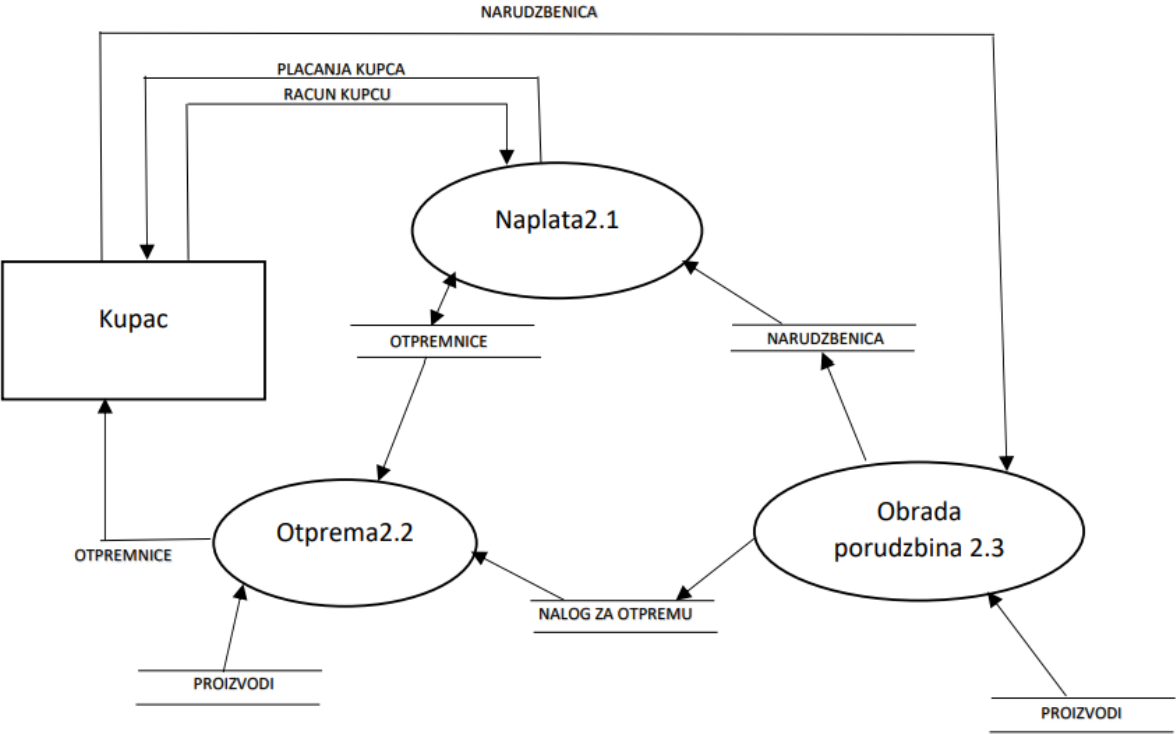 NARUDZBENICA
PLACANJA KUPCA
RACUN KUPCU
Naplata2.1
Kupac
OTPREMNICE
NARUDZBENICA
Otprema2.2
Obrada
porudzbina 2.3
OTPREMNICE
NALOG ZA OTPREMU
PROIZVODI
PROIZVODI